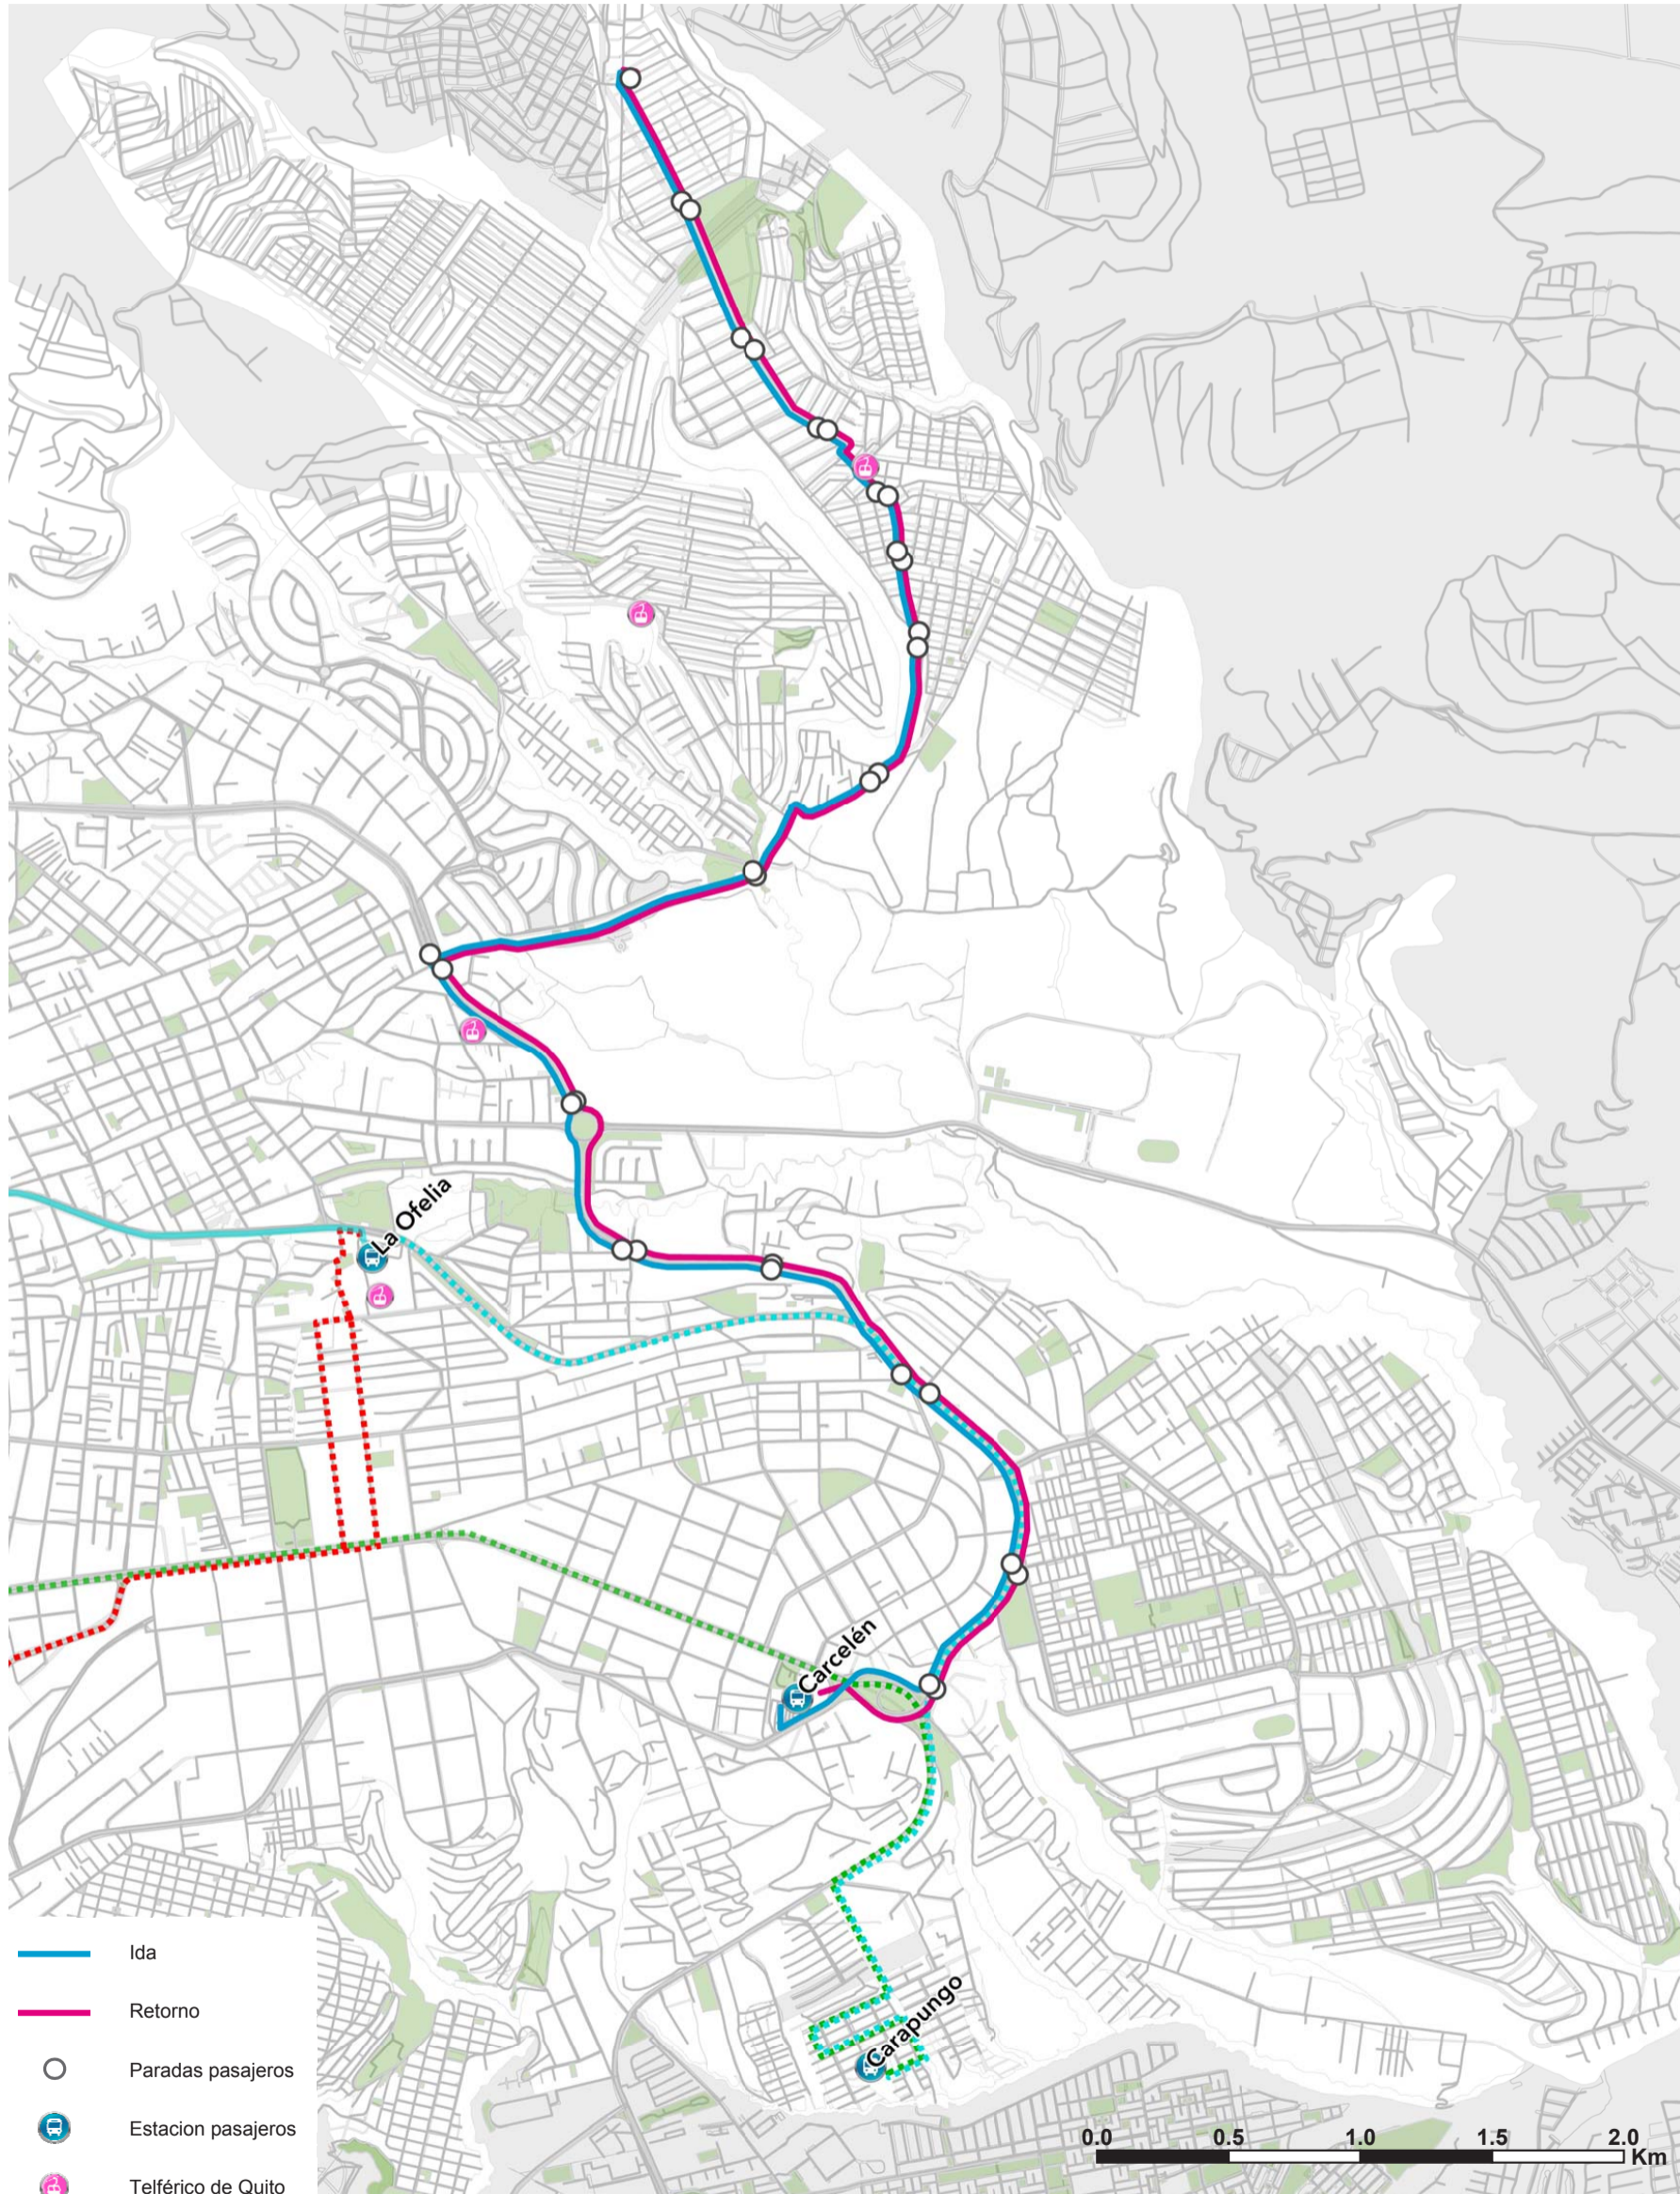 La Ofelia
Carcelén
Carapungo
Ida
Retorno
Paradas pasajeros
Estacion pasajeros
Telférico de Quito
0.0 0.5 1.0 1.5 2.0
Km